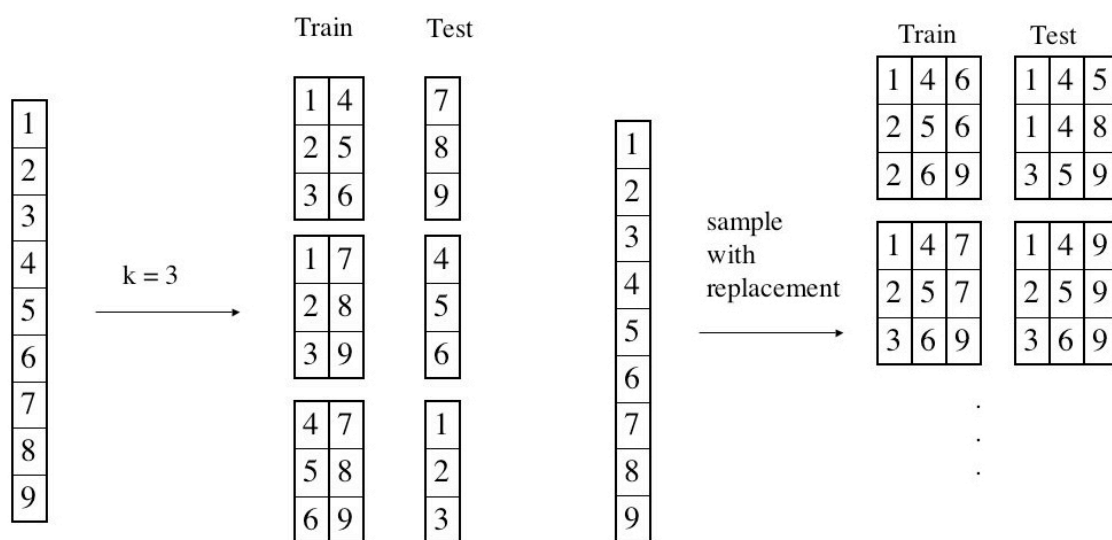 Train Test
1 4 7
2 5 8
3 6 9
1 7 4
2 8 5
3 9 6
4 7 1
5 8 2
6 9 3
1
2
3
4
5
6
7
8
9
k = 3
Train Test
1 4 6 1 4 5
2 5 6 1 4 8
2 6 9 3 5 9
1 4 7 1 4 9
2 5 7 2 5 9
3 6 9 3 6 9
.
.
.
1
2
3
4
5
6
7
8
9
sample
with
replacement